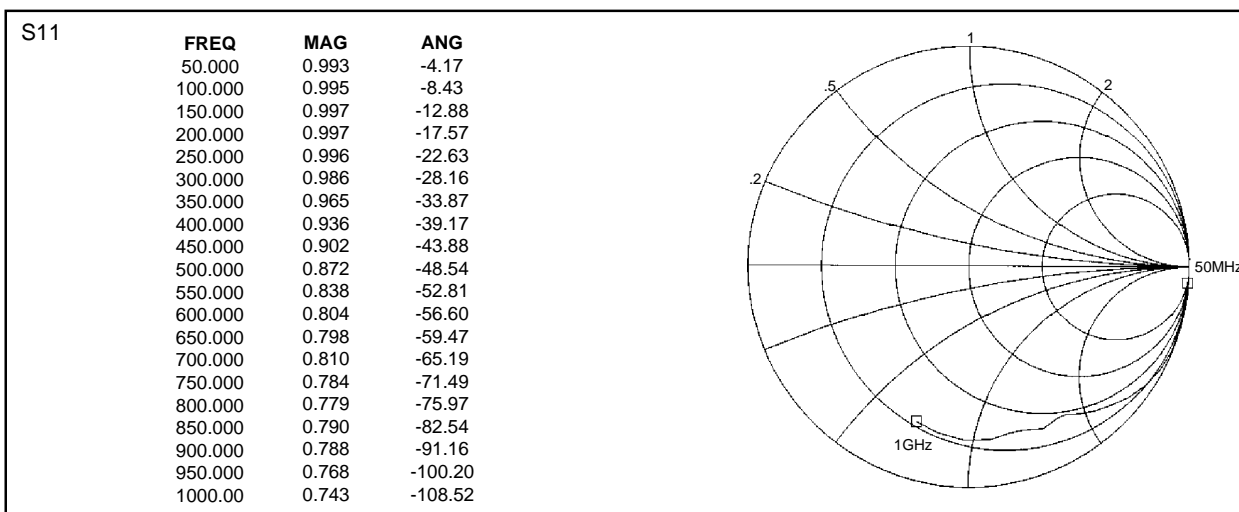 S11
FREQ MAG ANG
50.000 0.993 -4.17
100.000 0.995 -8.43
150.000 0.997 -12.88
200.000 0.997 -17.57
250.000 0.996 -22.63
300.000 0.986 -28.16
350.000 0.965 -33.87
400.000 0.936 -39.17
450.000 0.902 -43.88
500.000 0.872 -48.54
550.000 0.838 -52.81
600.000 0.804 -56.60
650.000 0.798 -59.47
700.000 0.810 -65.19
750.000 0.784 -71.49
800.000 0.779 -75.97
850.000 0.790 -82.54
900.000 0.788 -91.16
950.000 0.768 -100.20
1000.00 0.743 -108.52
1
.5
2
.2
50MHz
1GHz